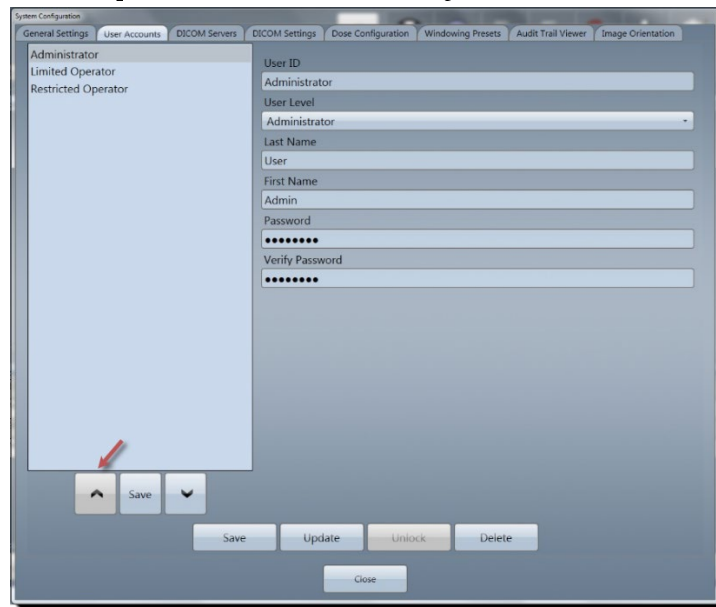 System Configuration
General Settings User Accounts DICOM Servers DICOM Settings Dose Configuration Windowing Presets Audit Trail Viewer Image Orientation
Administrator
Limited Operator
Restricted Operator
User ID
Administrator
User Level
Administrator
Last Name
User
First Name
Admin
Password
••••••••
Verify Password
••••••••
Save
Save Update Unlock Delete
Close